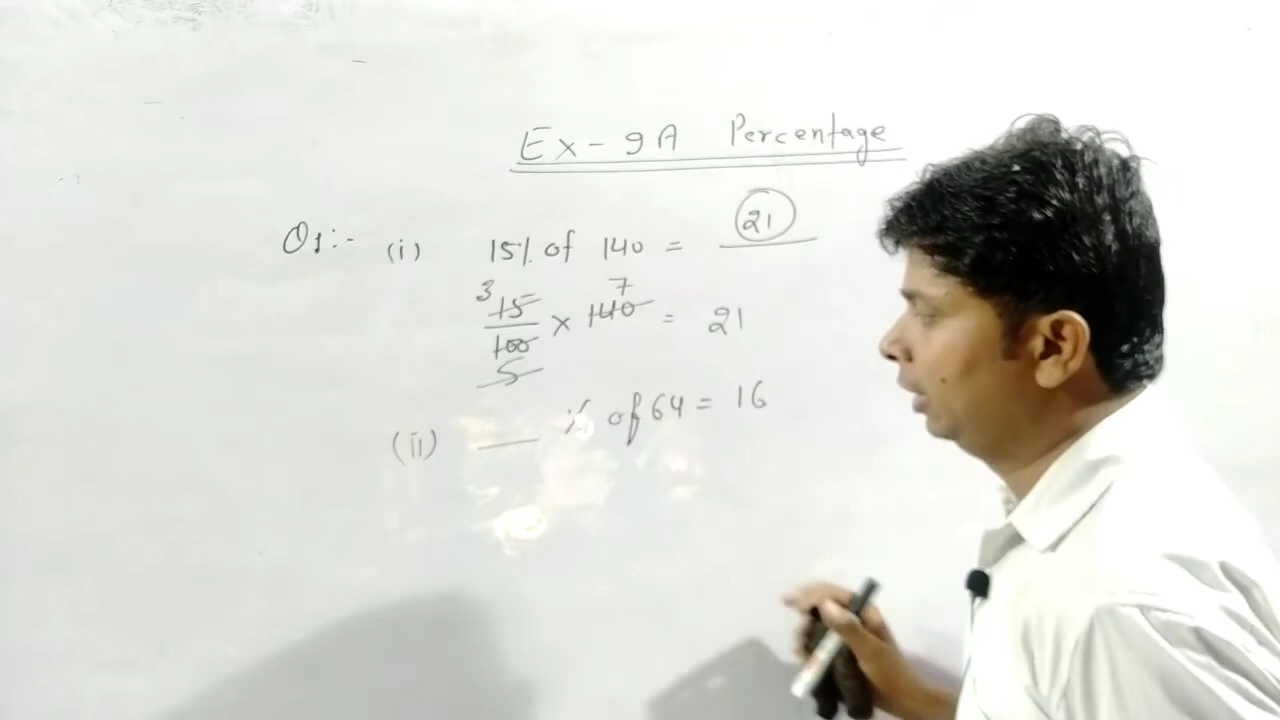 Ex - 9A Percentage
Q1:- (i) 15% of 140 = 21
3 7
15/100 × 140 = 21
5
(ii) ___ % of 64 = 16